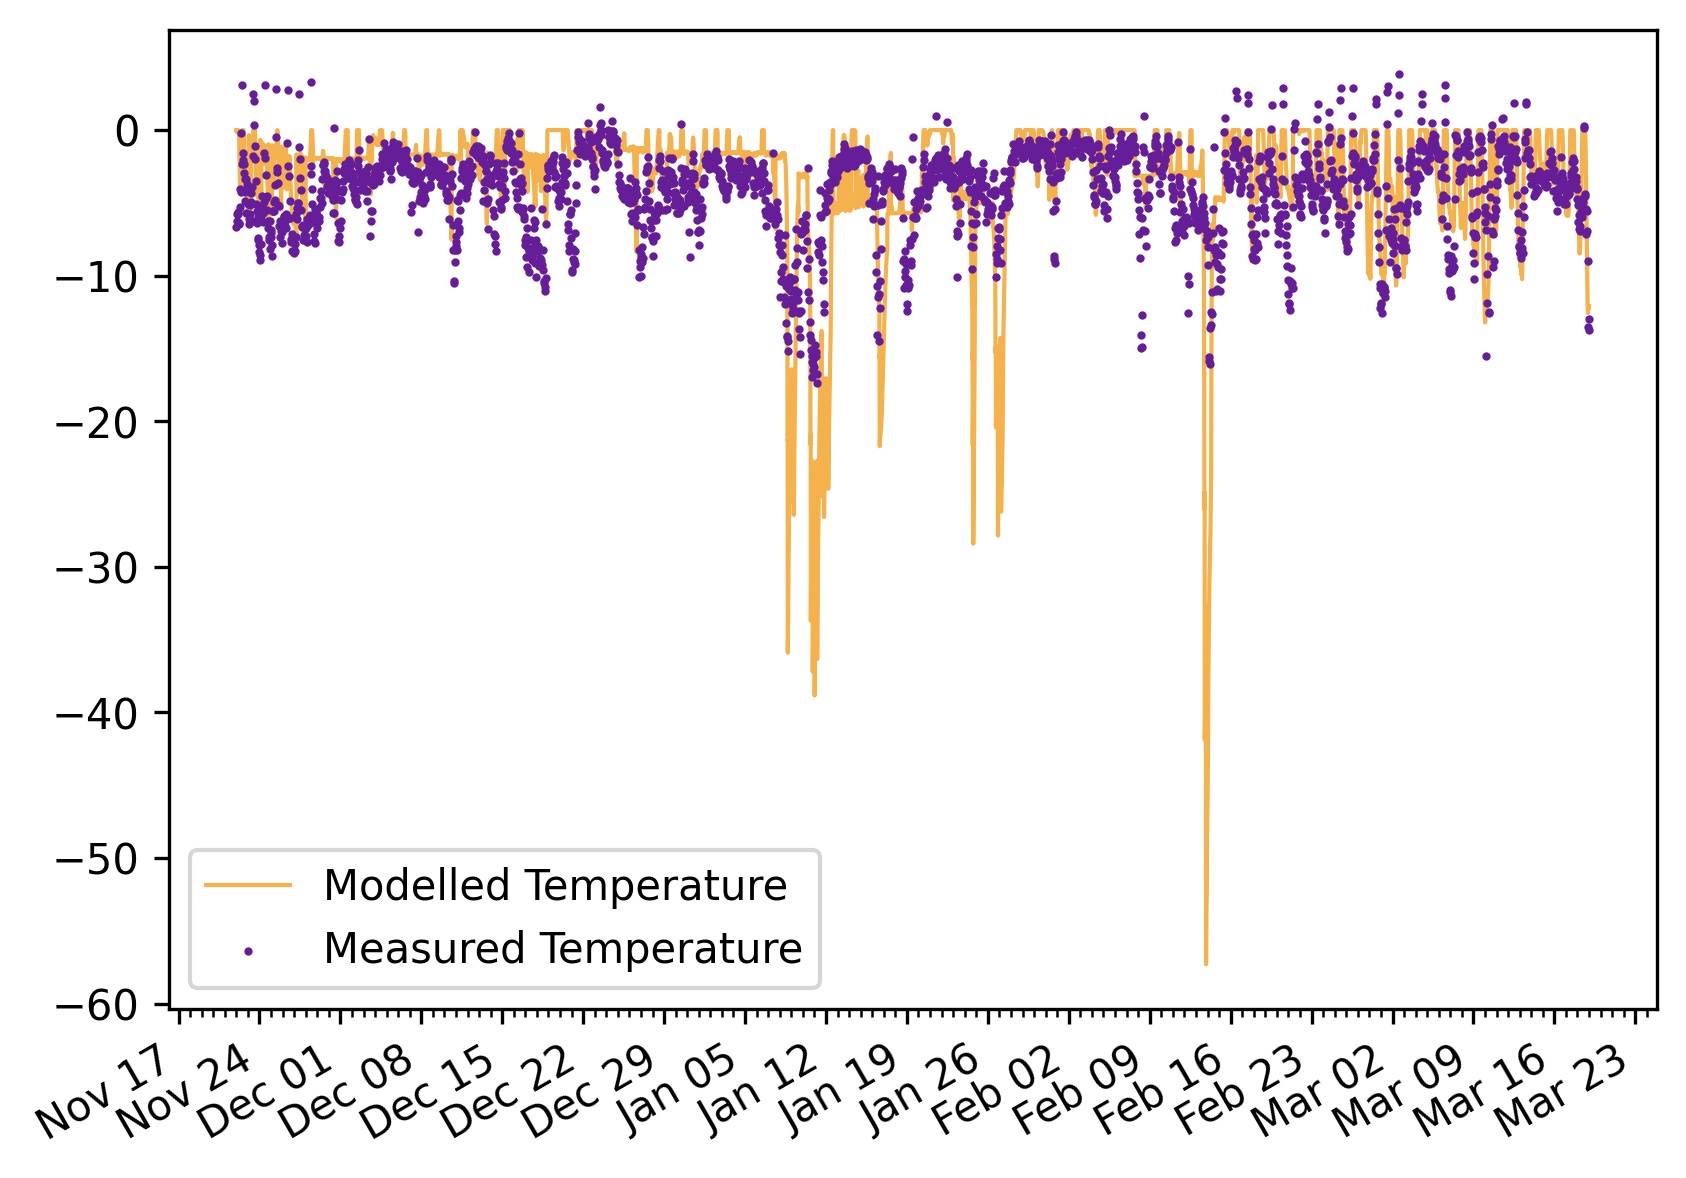 0
−10
−20
−30
−40
−50
−60
Modelled Temperature
Measured Temperature
Nov 17
Nov 24
Dec 01
Dec 08
Dec 15
Dec 22
Dec 29
Jan 05
Jan 12
Jan 19
Jan 26
Feb 02
Feb 09
Feb 16
Feb 23
Mar 02
Mar 09
Mar 16
Mar 23